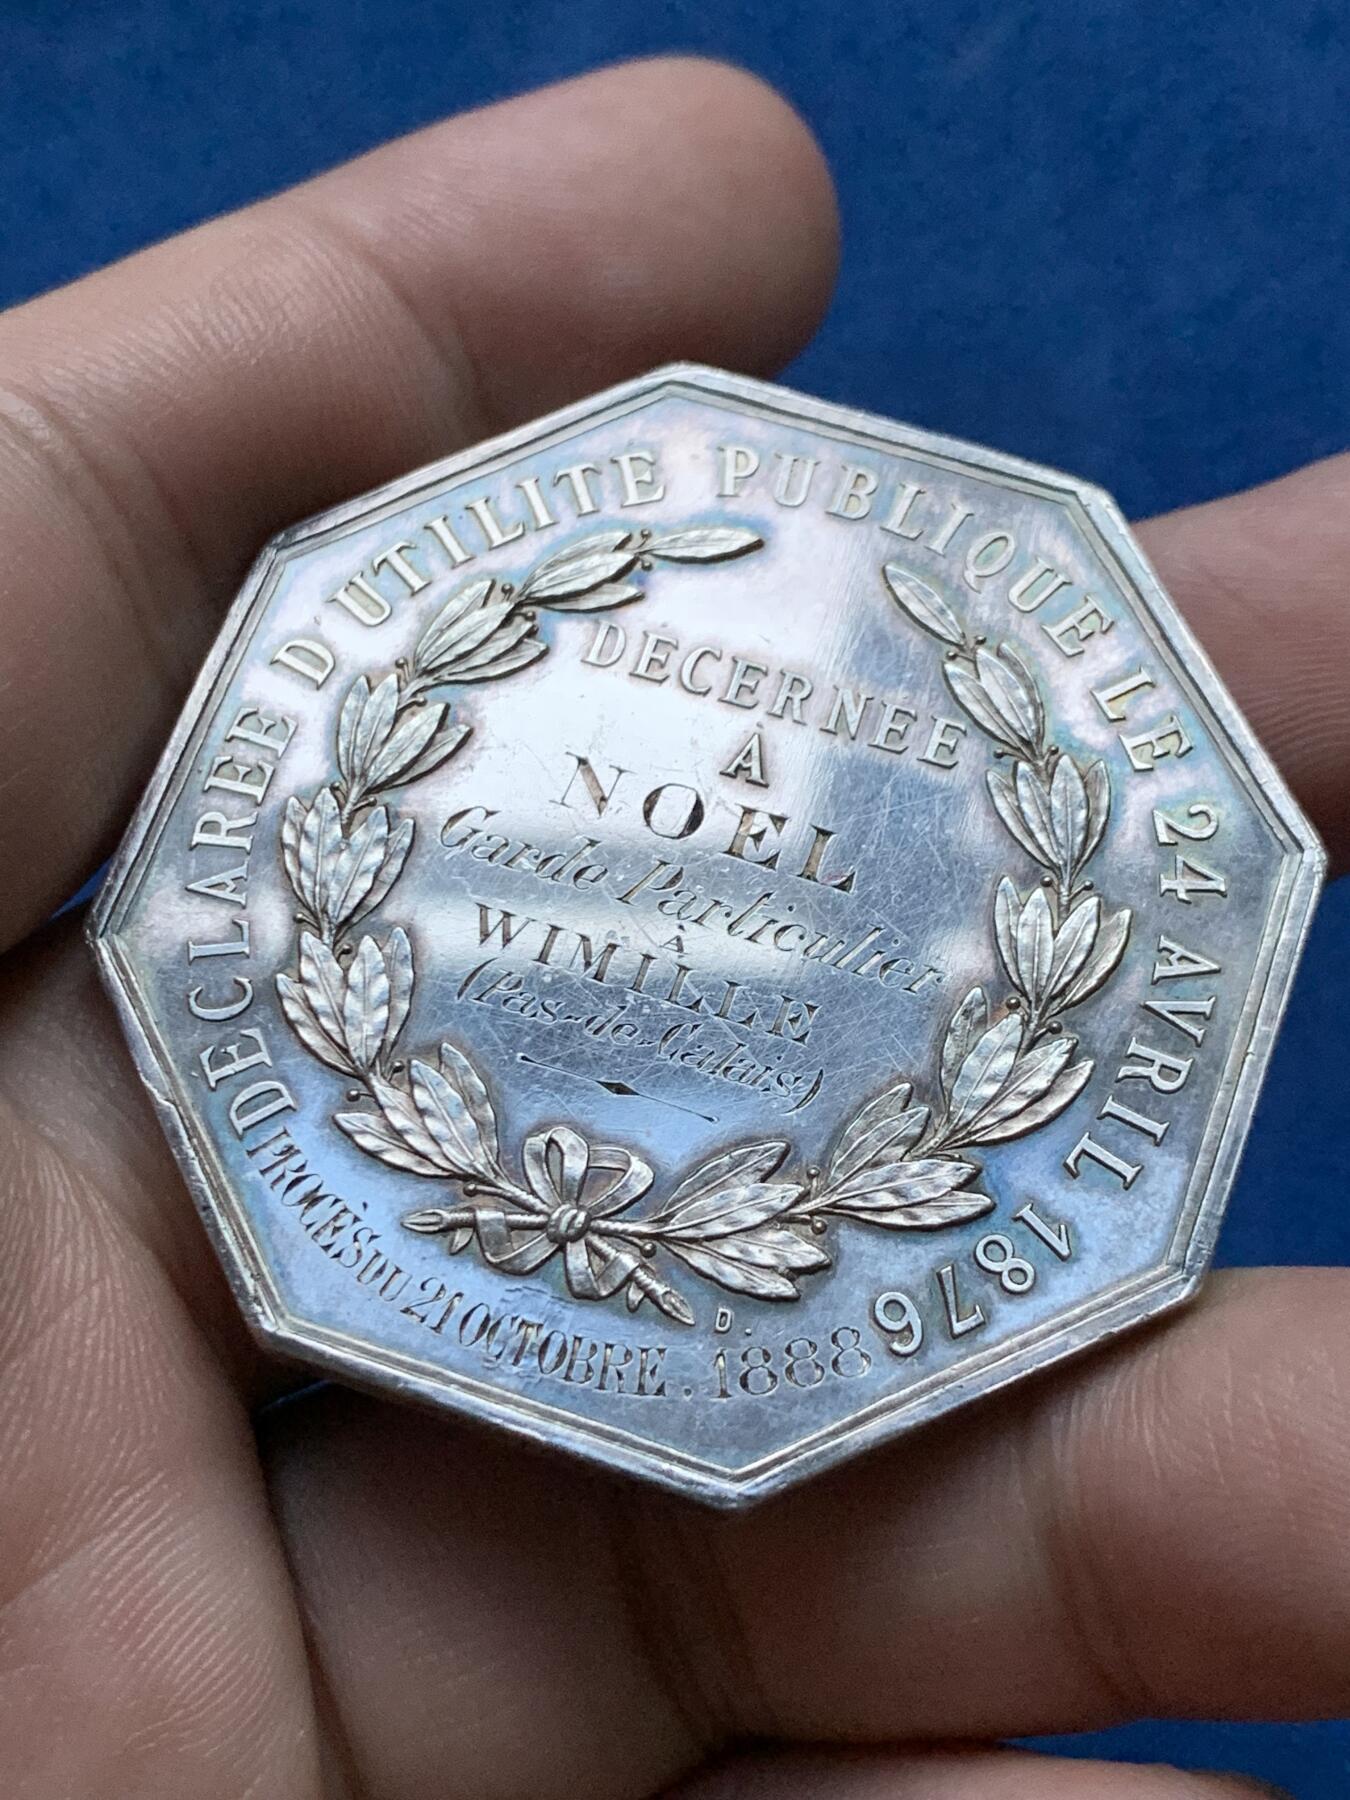 DECLAREE D'UTILITE PUBLIQUE LE 24 AVRIL 1876
DECERNEE
A
NOEL
Garde Particulier
À
WIMILLE
(Pas-de-Calais)
D.
PROCÈS DU 21 OCTOBRE. 1888